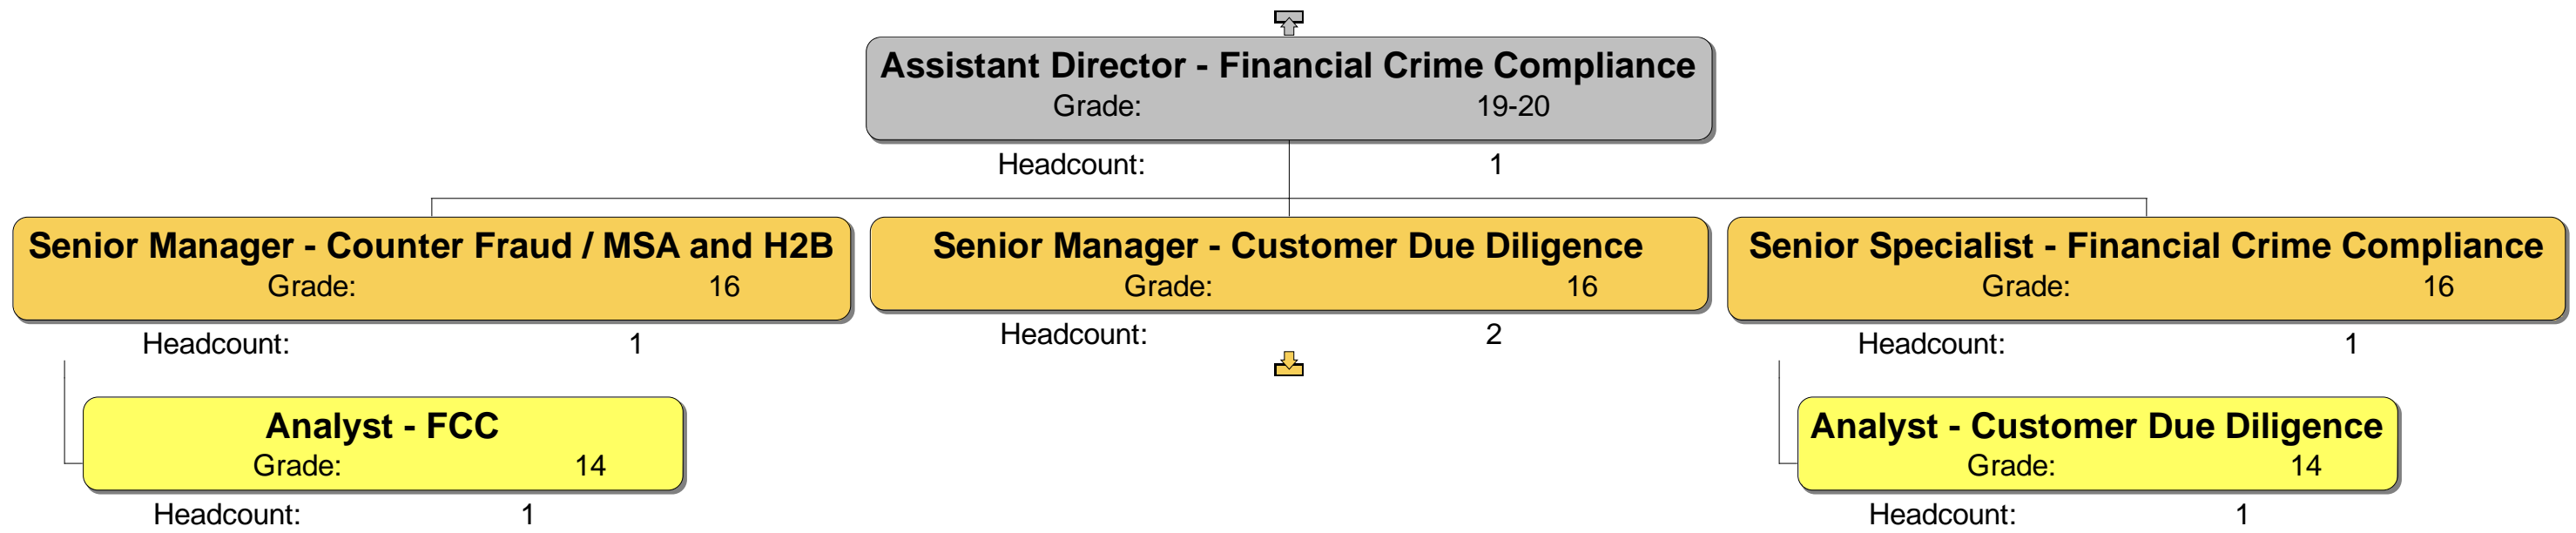 Assistant Director - Financial Crime Compliance
Grade: 19-20
Headcount: 1
Senior Manager - Counter Fraud / MSA and H2B
Grade: 16
Headcount: 1
Analyst - FCC
Grade: 14
Headcount: 1
Senior Manager - Customer Due Diligence
Grade: 16
Headcount: 2
Senior Specialist - Financial Crime Compliance
Grade: 16
Headcount: 1
Analyst - Customer Due Diligence
Grade: 14
Headcount: 1